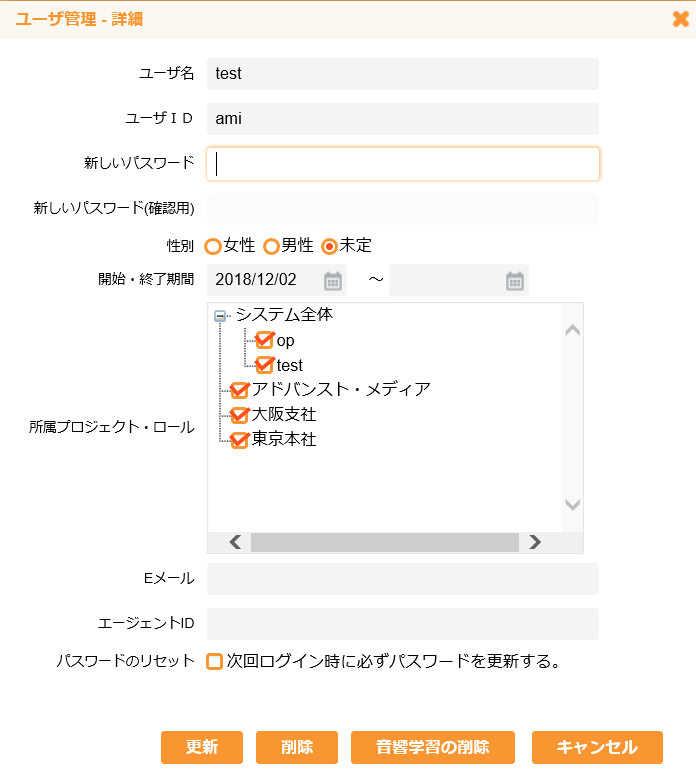 ユーザ管理 - 詳細
ユーザ名 test
ユーザＩＤ ami
新しいパスワード
新しいパスワード(確認用)
性別 女性 男性 未定
開始・終了期間 2018/12/02 ～
システム全体
op
test
アドバンスト・メディア
大阪支社
所属プロジェクト・ロール
東京本社
Eメール
エージェントID
パスワードのリセット 次回ログイン時に必ずパスワードを更新する。
更新 削除 音響学習の削除 キャンセル